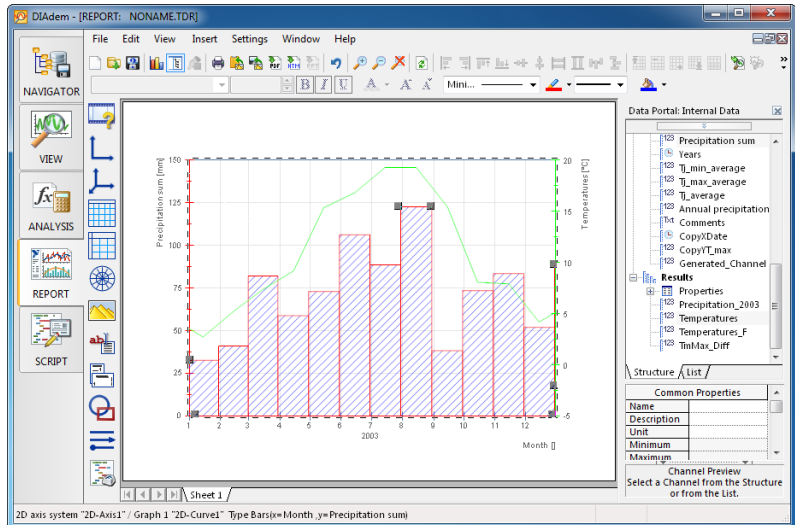 DIAdem - [REPORT: NONAME.TDR]
File Edit View Insert Settings Window Help
NAVIGATOR
VIEW
ANALYSIS
REPORT
SCRIPT
B I U A A A Mini...
Precipitation sum [mm]
150
125
100
75
50
25
0
1 2 3 4 5 6 7 8 9 10 11 12
2003
Month []
Temperatures [°C]
20
15
10
5
0
-5
Sheet 1
Data Portal: Internal Data
Precipitation sum
Years
Tj_min_average
Tj_max_average
Tj_average
Annual precipitation
Comments
CopyXDate
CopyYT_max
Generated_Channel
Results
Properties
Precipitation_2003
Temperatures
Temperatures_F
TmMax_Diff
Structure List
Common Properties
Name
Description
Unit
Minimum
Maximum
Channel Preview
Select a Channel from the Structure
or from the List.
2D axis system "2D-Axis1" / Graph 1 "2D-Curve1" Type Bars(x=Month ,y=Precipitation sum)